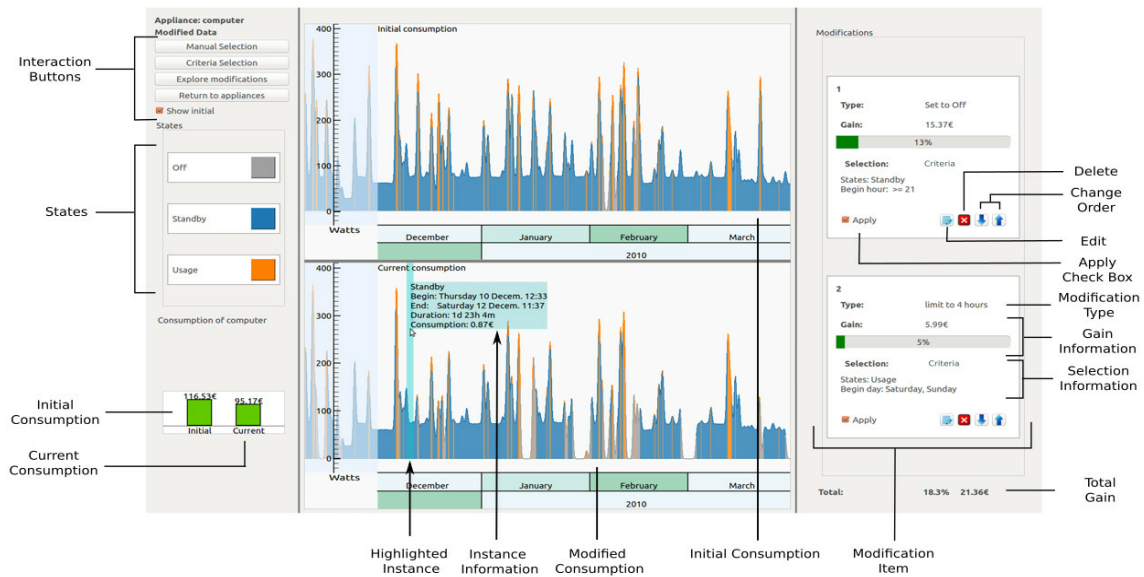 Appliance: computer
Modified Data
Manual Selection
Criteria Selection
Explore modifications
Return to appliances
Show initial
States
Off
Standby
Usage
Consumption of computer
116.53€
95.17€
Initial
Current
Interaction
Buttons
States
Initial
Consumption
Current
Consumption
Initial consumption
400
300
200
100
0
Watts
December
January
February
March
2010
Current consumption
400
300
200
100
0
Standby
Begin: Thursday 10 Decem. 12:33
End: Saturday 12 Decem. 11:37
Duration: 1d 23h 4m
Consumption: 0.87€
Watts
December
January
February
March
2010
Highlighted
Instance
Instance
Information
Modified
Consumption
Initial Consumption
Modification
Item
Modifications
1
Type: Set to Off
Gain: 15.37€
13%
Selection: Criteria
States: Standby
Begin hour: >= 21
Apply
2
Type: limit to 4 hours
Gain: 5.99€
5%
Selection: Criteria
States: Usage
Begin day: Saturday, Sunday
Apply
Total: 18.3% 21.36€
Delete
Change
Order
Edit
Apply
Check Box
Modification
Type
Gain
Information
Selection
Information
Total
Gain